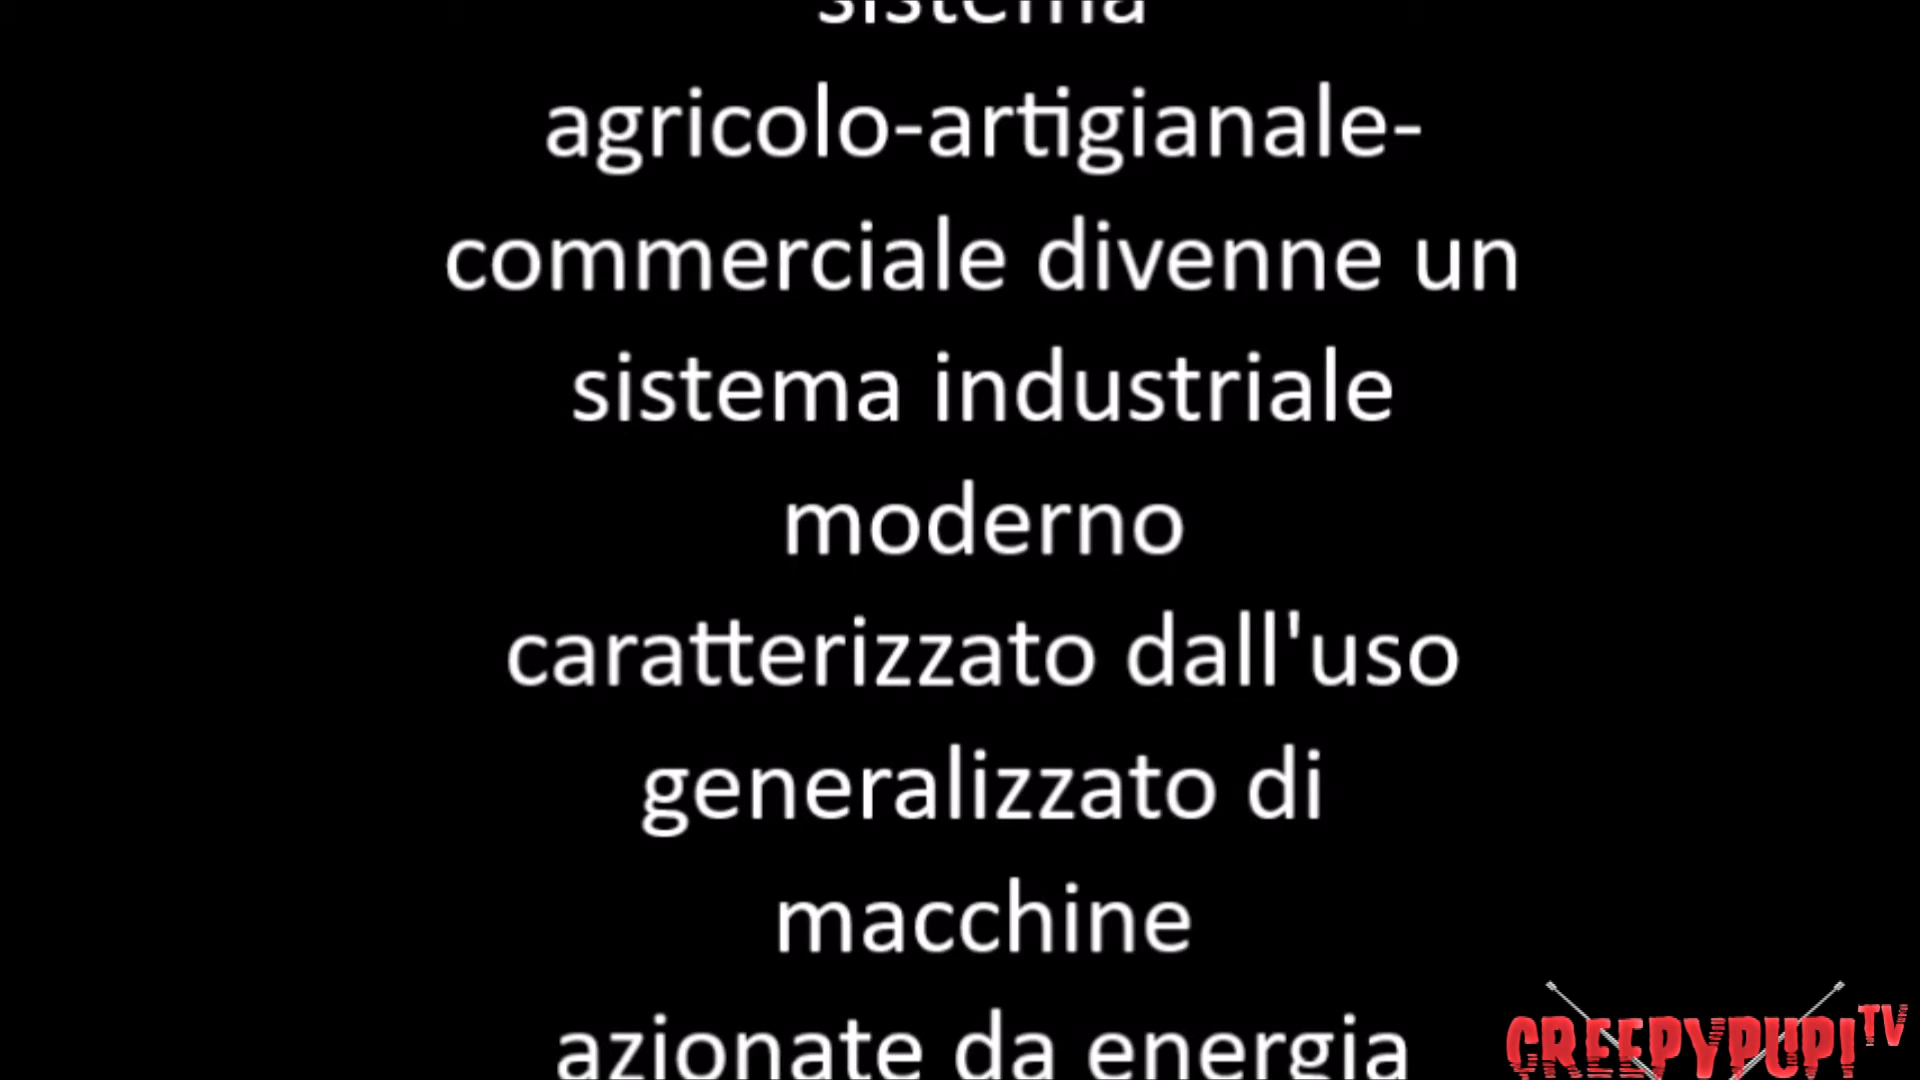 sistema
agricolo-artigianale-
commerciale divenne un
sistema industriale
moderno
caratterizzato dall'uso
generalizzato di
macchine
azionate da energia
CREEPYPUPI TV